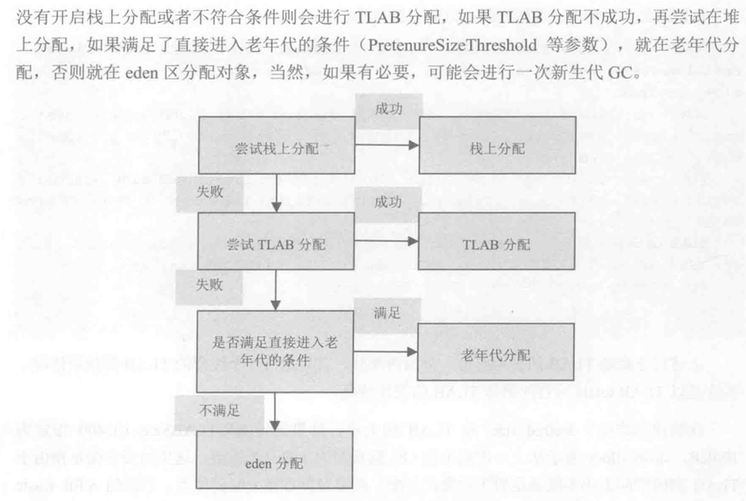 没有开启栈上分配或者不符合条件则会进行 TLAB 分配，如果 TLAB 分配不成功，再尝试在堆
上分配，如果满足了直接进入老年代的条件（PretenureSizeThreshold 等参数），就在老年代分
配，否则就在 eden 区分配对象，当然，如果有必要，可能会进行一次新生代 GC。
成功
尝试栈上分配
栈上分配
失败
成功
尝试 TLAB 分配
TLAB 分配
失败
满足
是否满足直接进入老
年代的条件
老年代分配
不满足
eden 分配